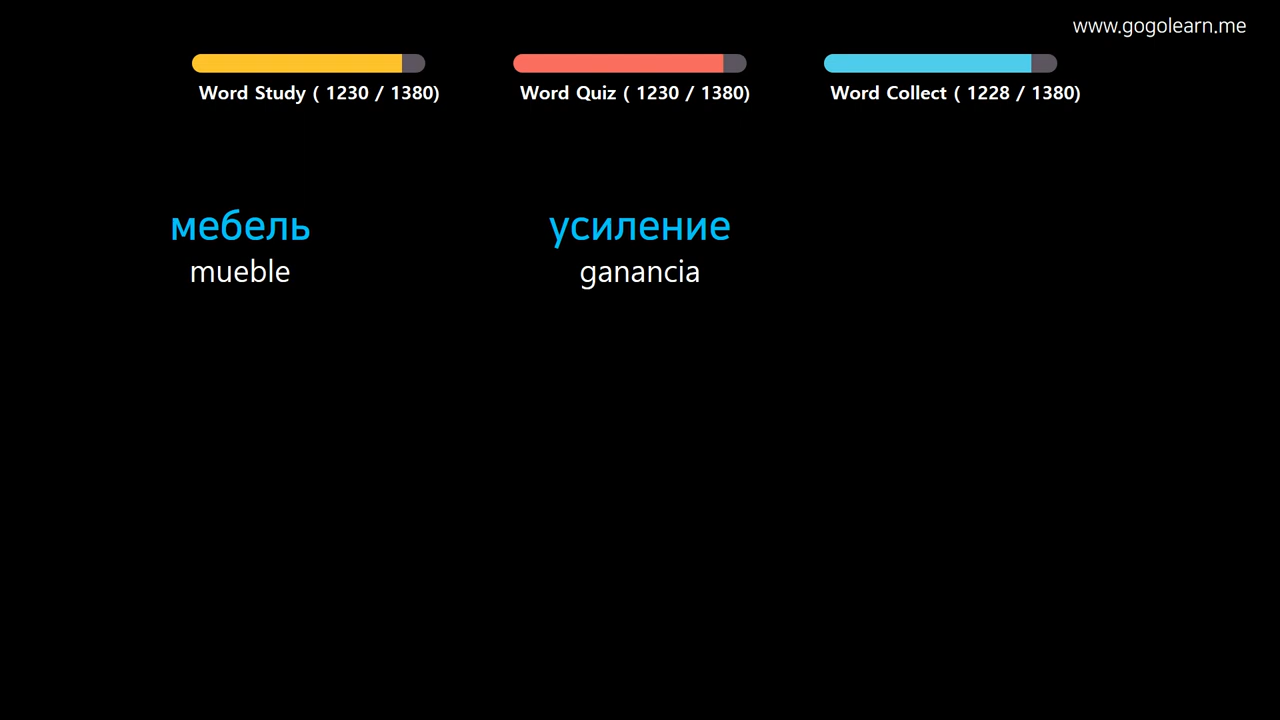 www.gogolearn.me
Word Study ( 1230 / 1380)
Word Quiz ( 1230 / 1380)
Word Collect ( 1228 / 1380)
мебель
mueble
усиление
ganancia